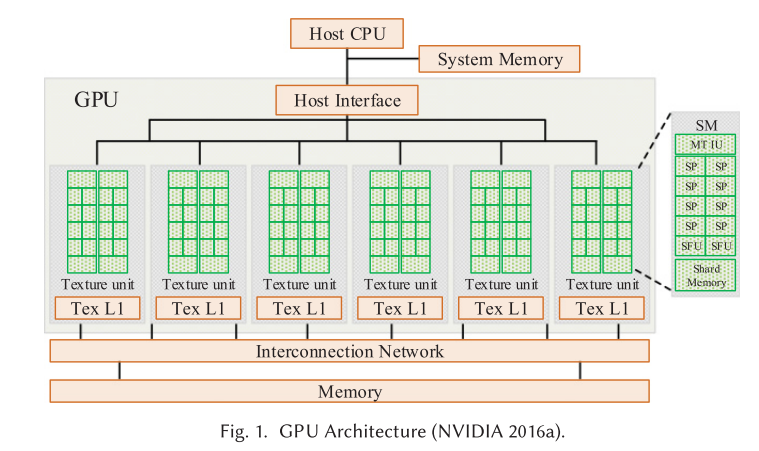 Host CPU
System Memory
GPU
Host Interface
SM
MT IU
SP SP
SP SP
SP SP
SP SP
SFU SFU
Shard
Memory
Texture unit Texture unit Texture unit Texture unit Texture unit Texture unit
Tex L1 Tex L1 Tex L1 Tex L1 Tex L1 Tex L1
Interconnection Network
Memory
Fig. 1. GPU Architecture (NVIDIA 2016a).